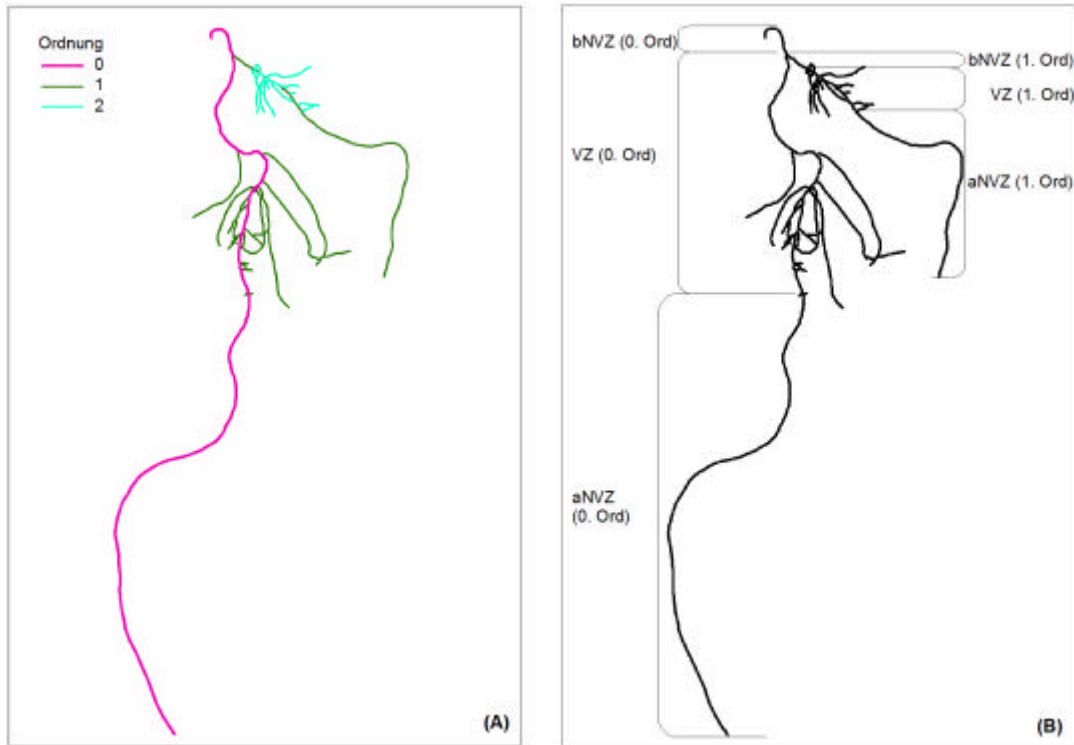 Ordnung
0
1
2
(A)
bNVZ (0. Ord)
bNVZ (1. Ord)
VZ (1. Ord)
VZ (0. Ord)
aNVZ (1. Ord)
aNVZ
(0. Ord)
(B)